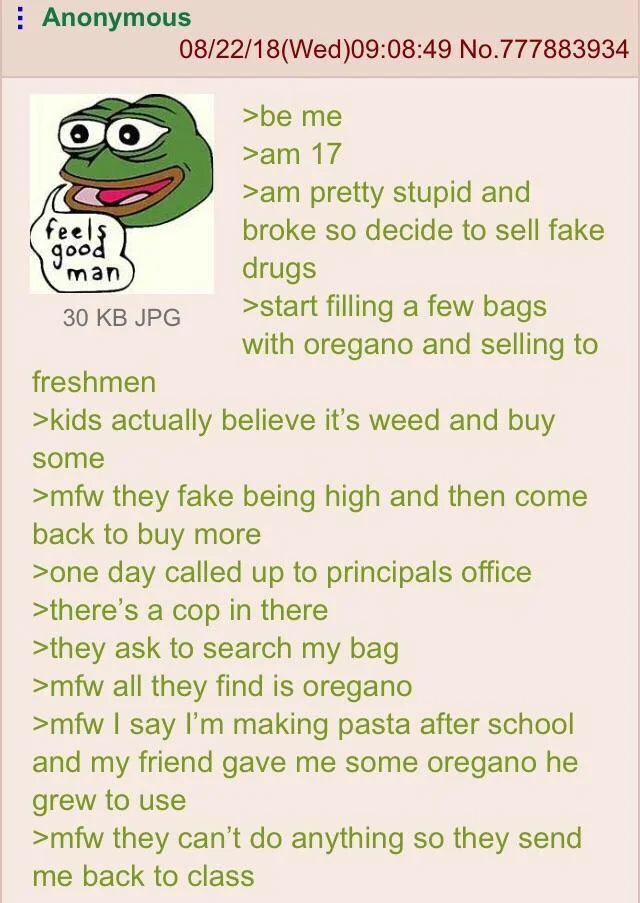 Anonymous
08/22/18(Wed)09:08:49 No.777883934
feels
good
man
30 KB JPG
>be me
>am 17
>am pretty stupid and
broke so decide to sell fake
drugs
>start filling a few bags
with oregano and selling to
freshmen
>kids actually believe it’s weed and buy
some
>mfw they fake being high and then come
back to buy more
>one day called up to principals office
>there’s a cop in there
>they ask to search my bag
>mfw all they find is oregano
>mfw I say I’m making pasta after school
and my friend gave me some oregano he
grew to use
>mfw they can’t do anything so they send
me back to class